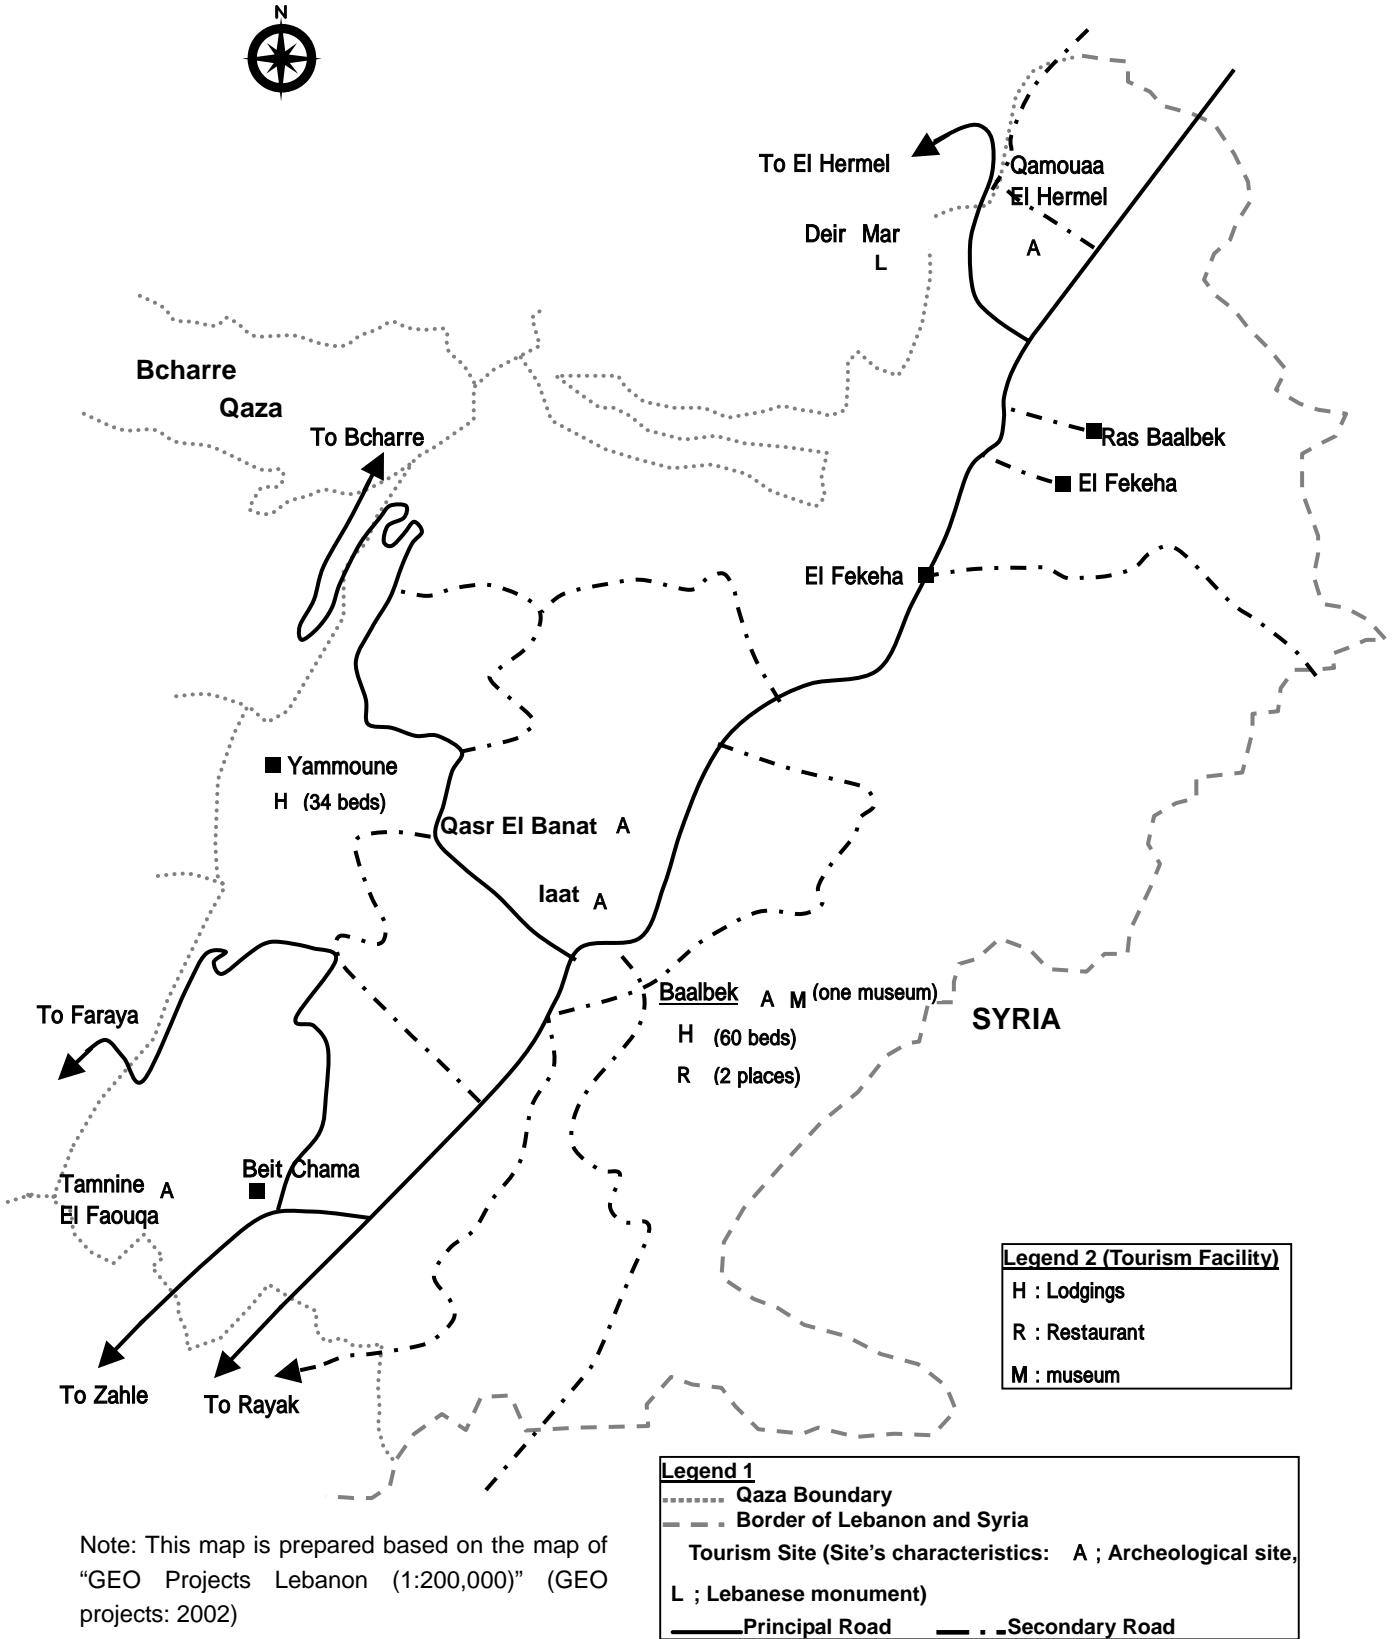 N
To El Hermel
Qamouaa
El Hermel
A
Deir Mar
L
Bcharre
Qaza
To Bcharre
Ras Baalbek
El Fekeha
El Fekeha
Yammoune
H (34 beds)
Qasr El Banat A
Iaat A
Baalbek A M (one museum)
H (60 beds)
R (2 places)
SYRIA
To Faraya
Beit Chama
Tamnine A
El Faouqa
To Zahle
To Rayak
Legend 2 (Tourism Facility)
H : Lodgings
R : Restaurant
M : museum
Legend 1
Qaza Boundary
Border of Lebanon and Syria
Tourism Site (Site's characteristics: A ; Archeological site,
L ; Lebanese monument)
Principal Road Secondary Road
Note: This map is prepared based on the map of
“GEO Projects Lebanon (1:200,000)” (GEO
projects: 2002)